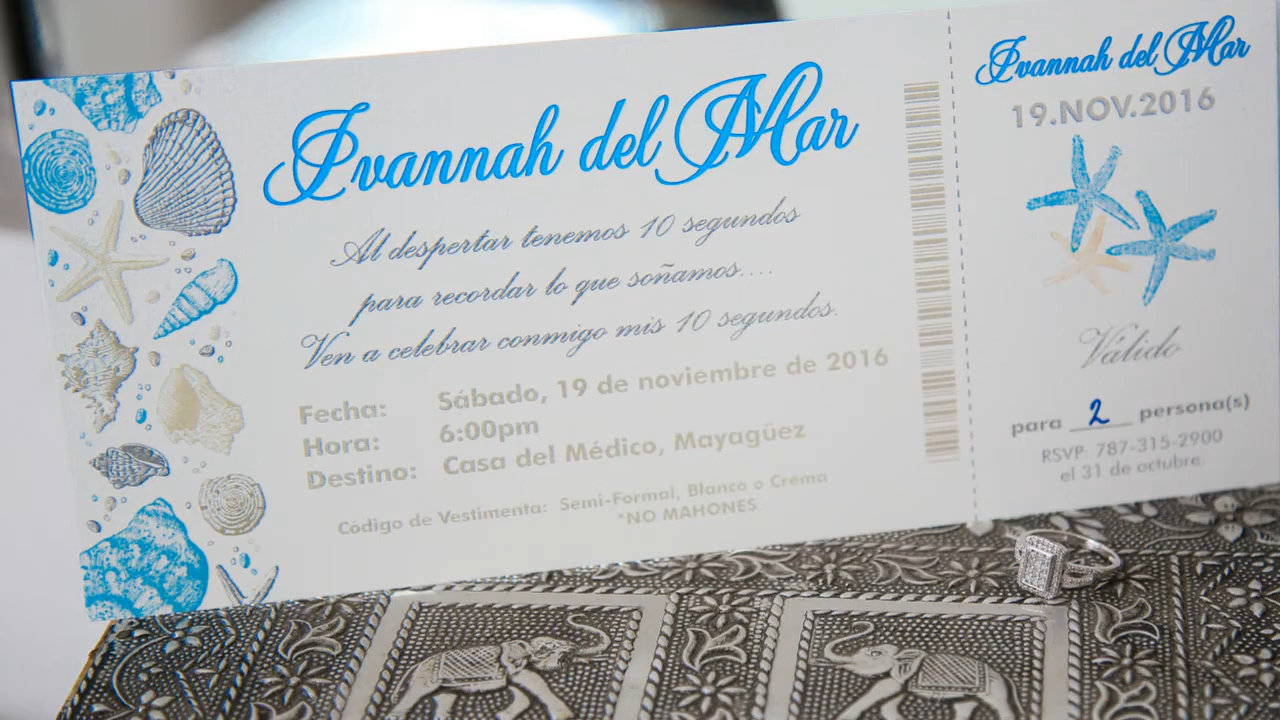 Ivannah del Mar
Al despertar tenemos 10 segundos
para recordar lo que soñamos....
Ven a celebrar conmigo mis 10 segundos.
Fecha: Sábado, 19 de noviembre de 2016
Hora: 6:00pm
Destino: Casa del Médico, Mayagüez
Código de Vestimenta: Semi-Formal, Blanco o Crema
*NO MAHONES
Ivannah del Mar
19.NOV.2016
Válido
para 2 persona(s)
RSVP: 787-315-2900
el 31 de octubre